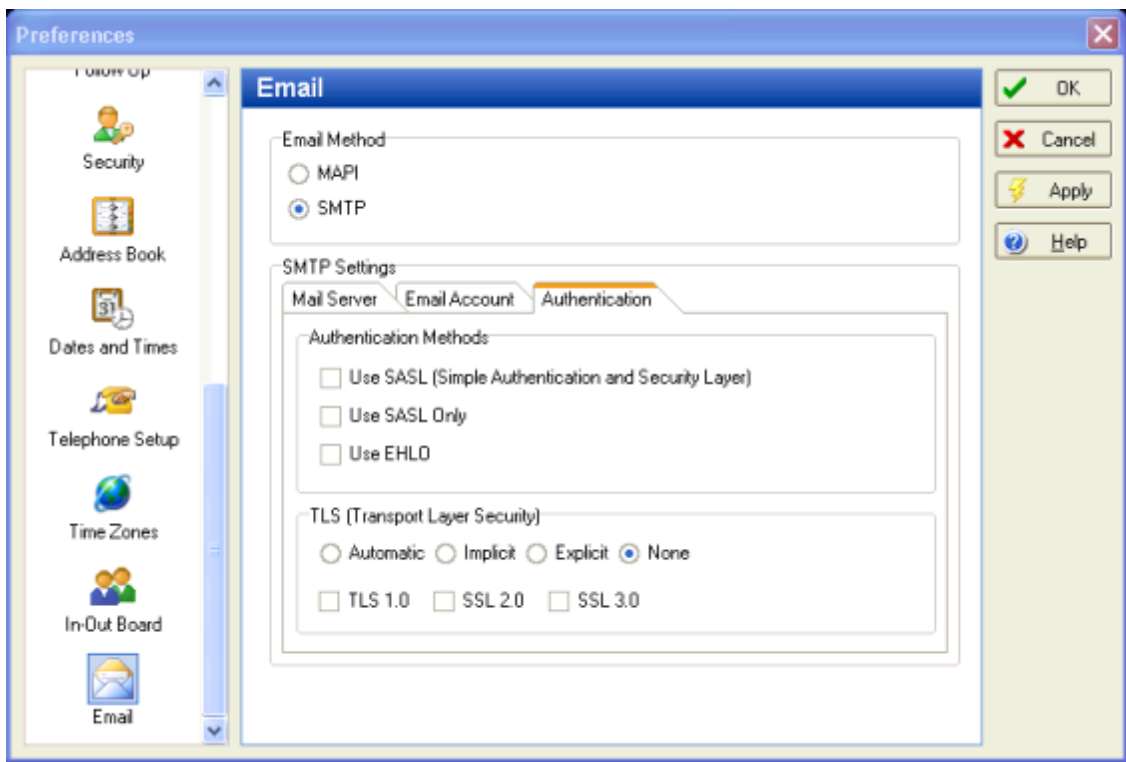 Preferences
Follow Up
Security
Address Book
Dates and Times
Telephone Setup
Time Zones
In-Out Board
Email
Email
Email Method
MAPI
SMTP
SMTP Settings
Mail Server Email Account Authentication
Authentication Methods
Use SASL (Simple Authentication and Security Layer)
Use SASL Only
Use EHLO
TLS (Transport Layer Security)
Automatic Implicit Explicit None
TLS 1.0 SSL 2.0 SSL 3.0
OK
Cancel
Apply
Help